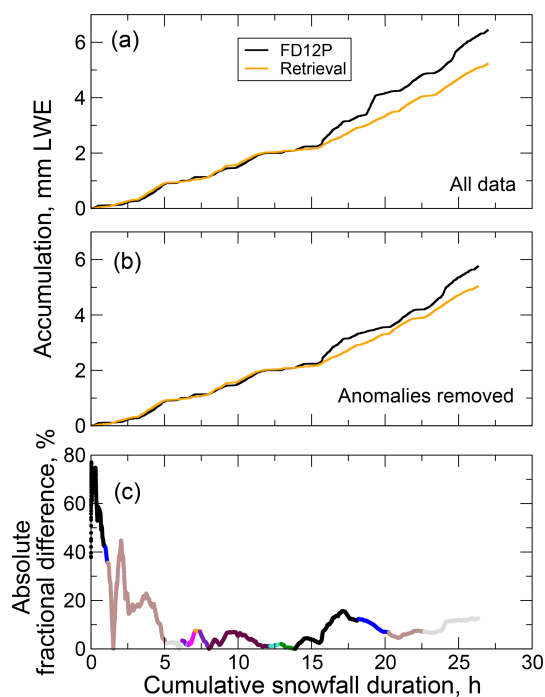 (a)
FD12P
Retrieval
6
4
2
0
All data
Accumulation, mm LWE
(b)
6
4
2
0
Anomalies removed
(c)
80
60
40
20
0
Absolute
fractional difference, %
0 5 10 15 20 25 30
Cumulative snowfall duration, h